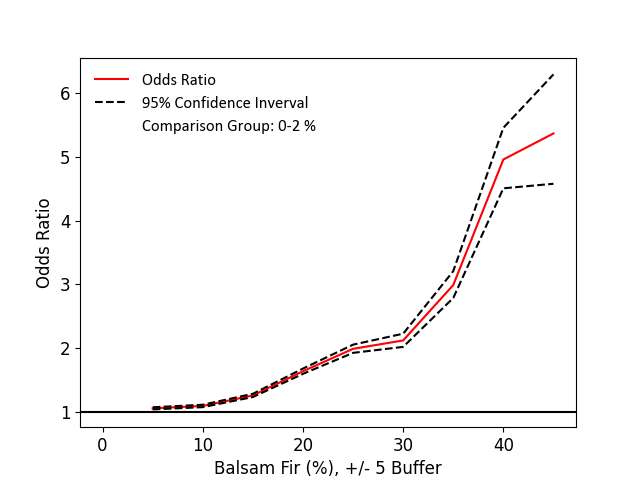 Odds Ratio
95% Confidence Inverval
Comparison Group: 0-2 %
6
5
4
3
2
1
Odds Ratio
0 10 20 30 40
Balsam Fir (%), +/- 5 Buffer